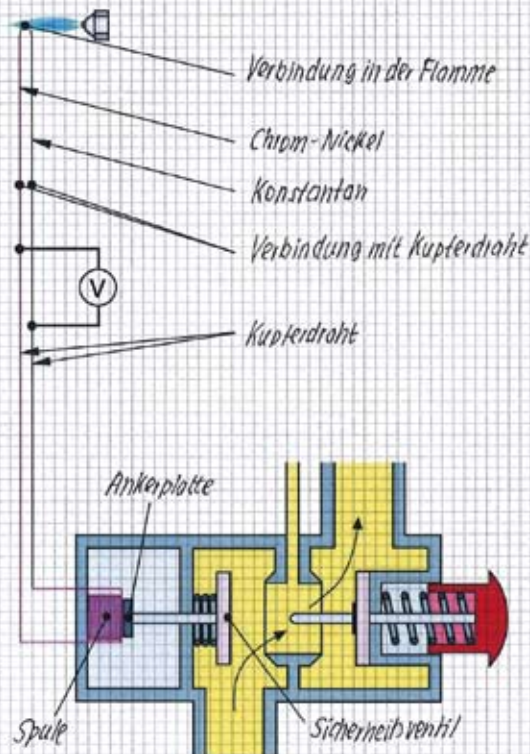 Verbindung in der Flamme
Chrom-Nickel
Konstantan
Verbindung mit Kupferdraht
V
Kupferdraht
Ankerplatte
Spule
Sicherheitsventil